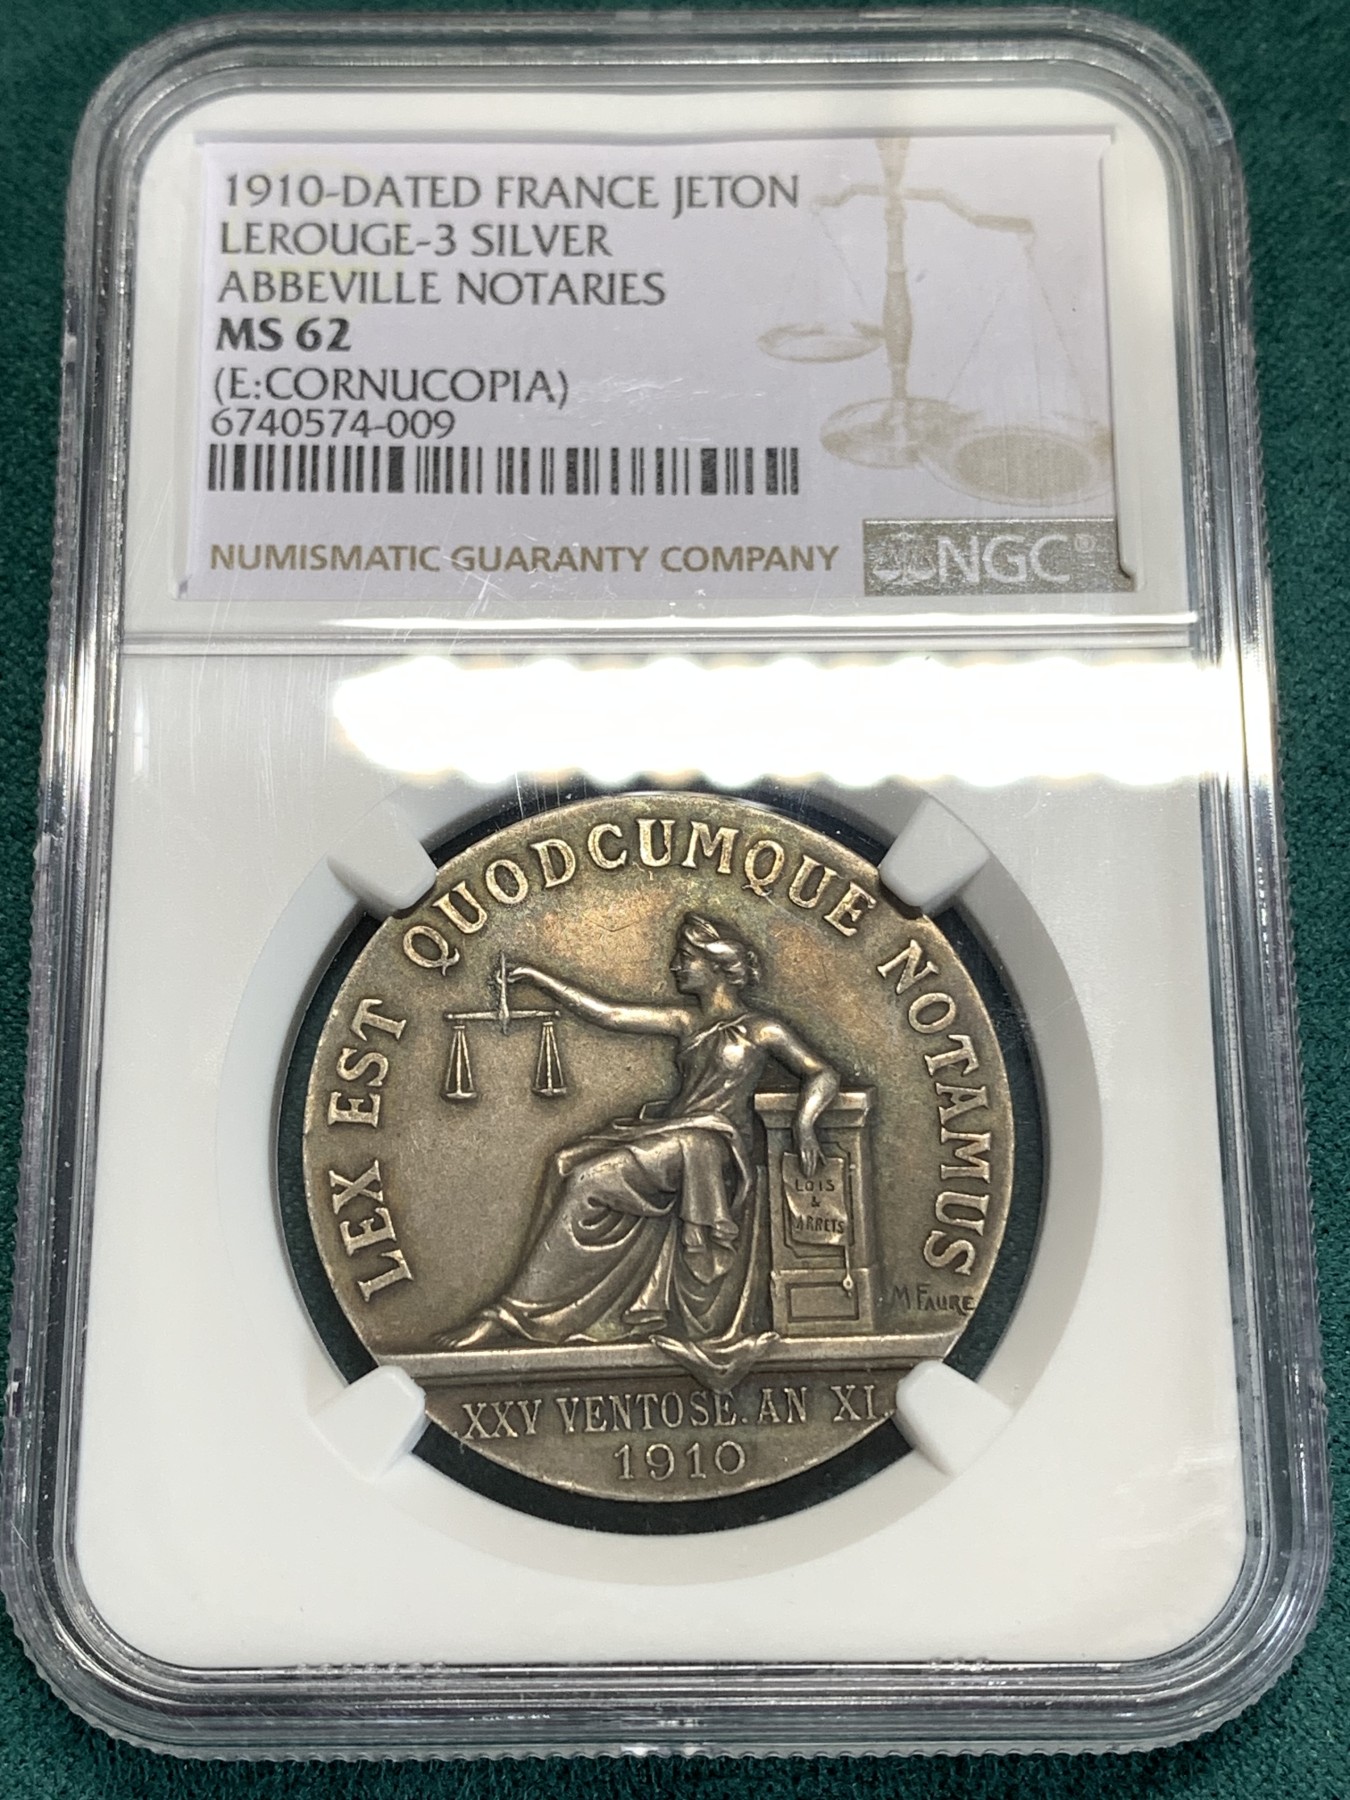 1910-DATED FRANCE JETON
LEROUGE-3 SILVER
ABBEVILLE NOTARIES
MS 62
(E:CORNUCOPIA)
6740574-009
NUMISMATIC GUARANTY COMPANY
NGC®
LEX EST QUODCUMQUE NOTAMUS
LOIS
&
ARRETS
M FAURE
XXV VENTOSE. AN XI.
1910